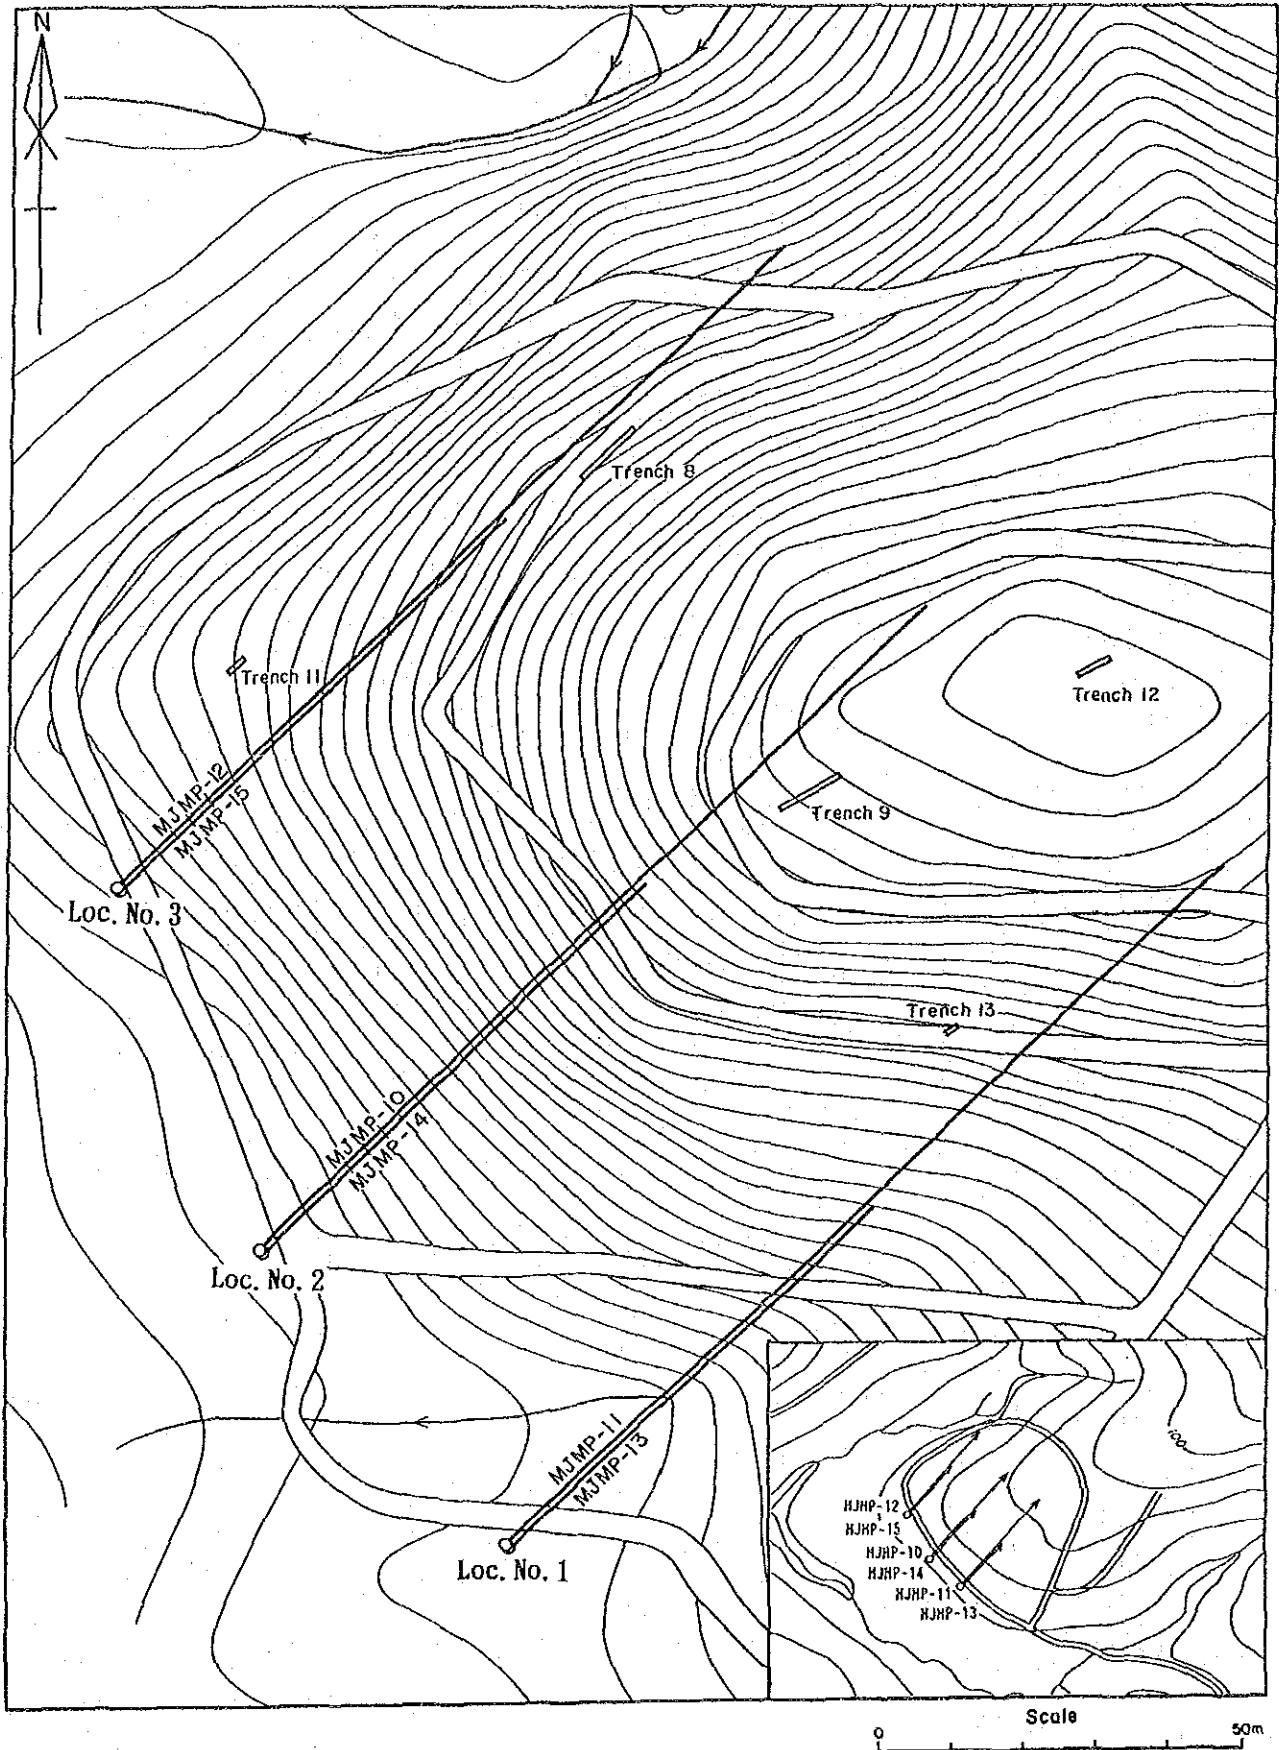 N
Trench 8
Trench 11
Trench 12
MJMP-12
MJMP-15
Trench 9
Loc. No. 3
Trench 13
MJMP-10
MJMP-14
Loc. No. 2
MJMP-11
MJMP-13
Loc. No. 1
100
MJMP-12
MJMP-15
MJMP-10
MJMP-14
MJMP-11
MJMP-13
Scale
0 50m